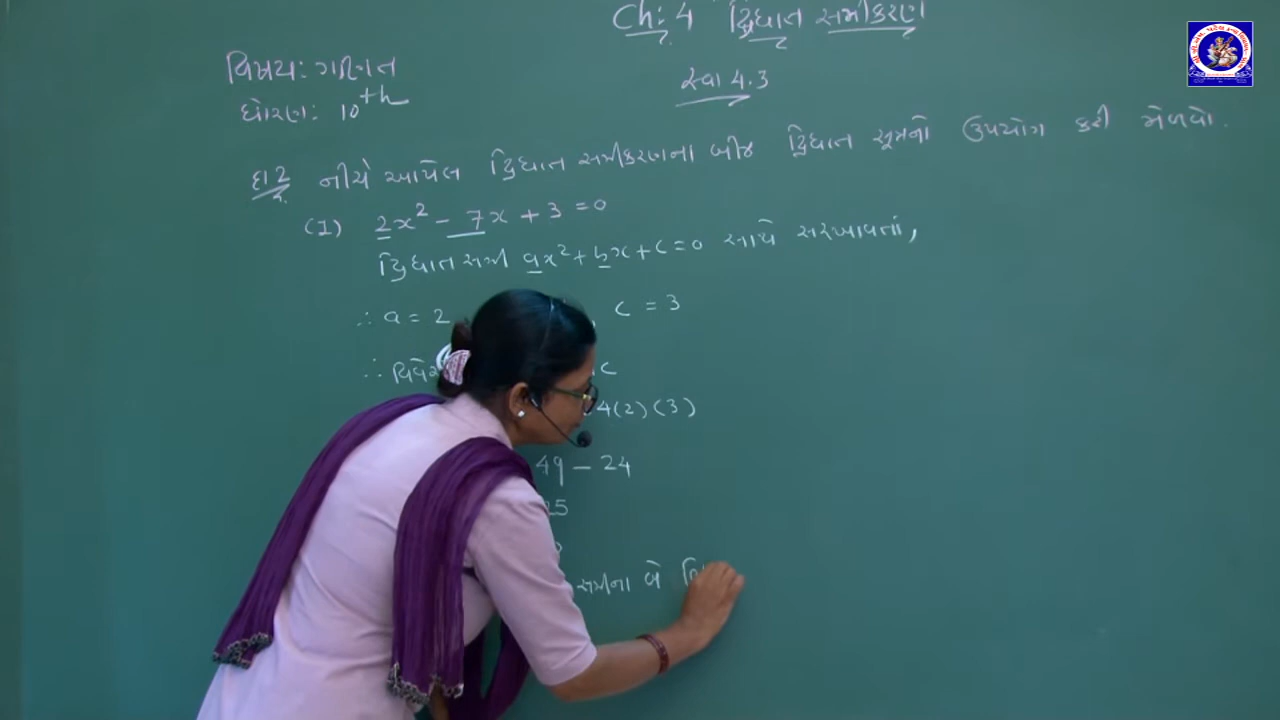 Ch: 4 દ્વિઘાત સમીકરણ
વિષય: ગણિત
સ્વા 4.3
ધોરણ: 10th
દા 2 નીચે આપેલ દ્વિઘાત સમીકરણના બીજ દ્વિઘાત સૂત્રનો ઉપયોગ કરી મેળવો.
(1) 2x² - 7x + 3 = 0
દ્વિઘાત સમી ax² + bx + c = 0 સાથે સરખાવતાં,
∴ a = 2 , c = 3
∴ c
4(2)(3)
49 - 24
25
સમીના બે